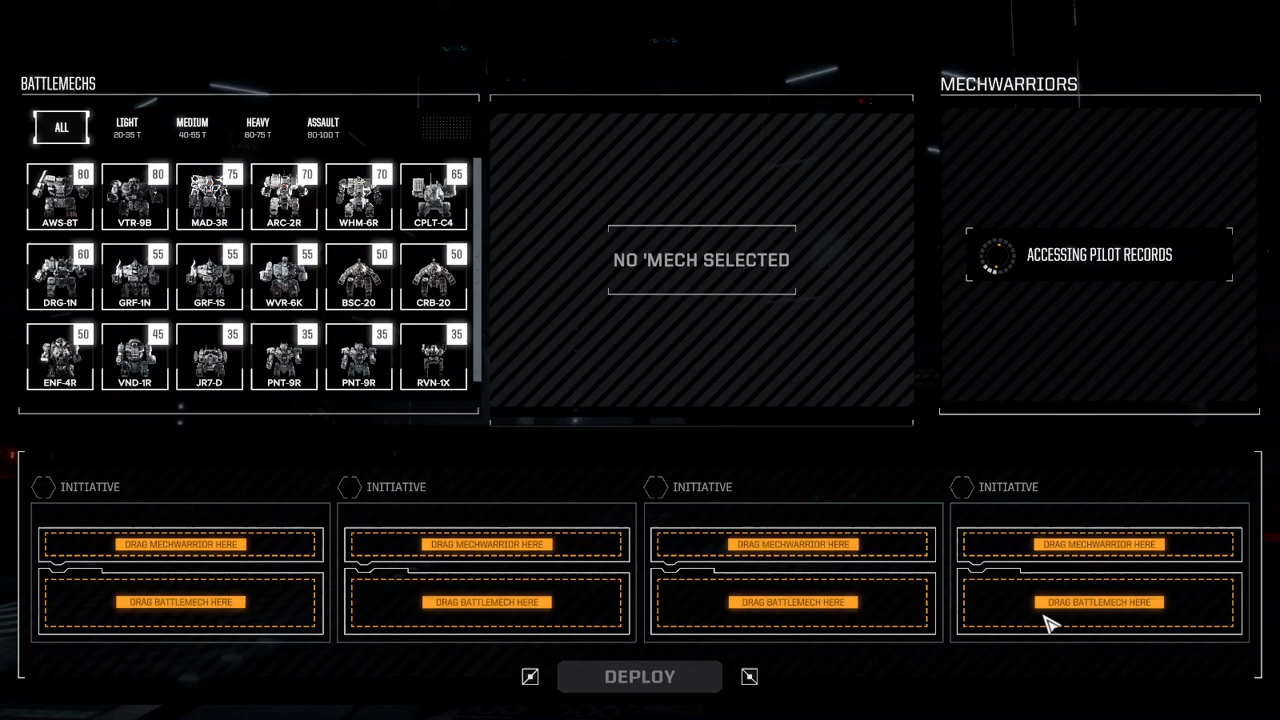 BATTLEMECHS
ALL
LIGHT
20-35 T
MEDIUM
40-55 T
HEAVY
60-75 T
ASSAULT
80-100 T
80 80 75 70 70 65
AWS-8T VTR-9B MAD-3R ARC-2R WHM-6R CPLT-C4
60 55 55 55 50 50
DRG-1N GRF-1N GRF-1S WVR-6K BSC-20 CRB-20
50 45 35 35 35 35
ENF-4R VND-1R JR7-D PNT-9R PNT-9R RVN-1X
NO 'MECH SELECTED
MECHWARRIORS
ACCESSING PILOT RECORDS
INITIATIVE INITIATIVE INITIATIVE INITIATIVE
DRAG MECHWARRIOR HERE DRAG MECHWARRIOR HERE DRAG MECHWARRIOR HERE DRAG MECHWARRIOR HERE
DRAG BATTLEMECH HERE DRAG BATTLEMECH HERE DRAG BATTLEMECH HERE DRAG BATTLEMECH HERE
DEPLOY